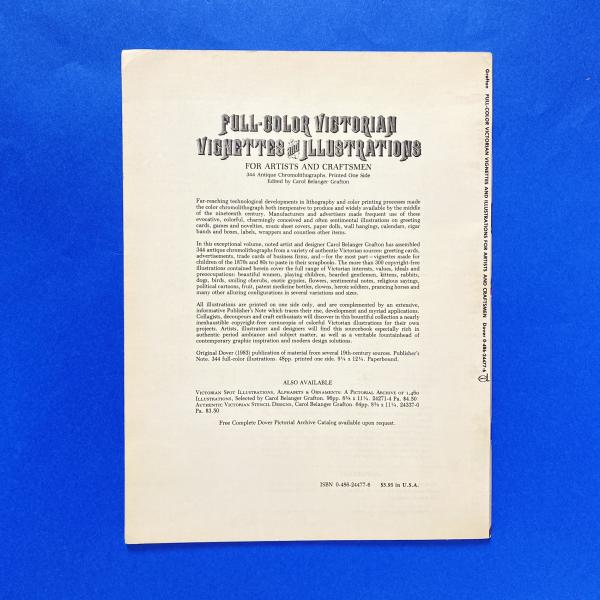 FULL-COLOR VICTORIAN
VIGNETTES AND ILLUSTRATIONS
FOR ARTISTS AND CRAFTSMEN
344 Antique Chromolithographs, Printed One Side
Edited by Carol Belanger Grafton
Far-reaching technological developments in lithography and color printing processes made
the color chromolithograph both inexpensive to produce and widely available by the middle
of the nineteenth century. Manufacturers and advertisers made frequent use of these
evocative, colorful, charmingly conceived and often sentimental illustrations on greeting
cards, games and novelties, music sheet covers, paper dolls, wall hangings, calendars, cigar
bands and boxes, labels, wrappers and countless other items.
In this exceptional volume, noted artist and designer Carol Belanger Grafton has assembled
344 antique chromolithographs from a variety of authentic Victorian sources: greeting cards,
advertisements, trade cards of business firms, and—for the most part—vignettes made for
children of the 1870s and 80s to paste in their scrapbooks. The more than 300 copyright-free
illustrations contained herein cover the full range of Victorian interests, values, ideals and
preoccupations: beautiful women, playing children, bearded gentlemen, kittens, rabbits,
dogs, birds, smiling cherubs, exotic gypsies, flowers, sentimental notes, religious sayings,
political cartoons, fruit, patent medicine bottles, clowns, heroic soldiers, prancing horses and
many other alluring configurations in several variations and sizes.
All illustrations are printed on one side only, and are complemented by an extensive,
informative Publisher's Note which traces their rise, development and myriad applications.
Collagists, decoupeurs and craft enthusiasts will discover in this bountiful collection a nearly
inexhaustible copyright-free cornucopia of colorful Victorian illustrations for their own
projects. Artists, illustrators and designers will find this sourcebook especially rich in
authentic period ambiance and subject matter, as well as a veritable fountainhead of
contemporary graphic inspiration and modern design solutions.
Original Dover (1983) publication of material from several 19th-century sources. Publisher's
Note. 344 full-color illustrations. 48pp. printed one side. 9⅜ x 12¼. Paperbound.
ALSO AVAILABLE
VICTORIAN SPOT ILLUSTRATIONS, ALPHABETS & ORNAMENTS: A PICTORIAL ARCHIVE OF 1,460
ILLUSTRATIONS, Selected by Carol Belanger Grafton. 96pp. 8⅜ x 11¼. 24271-4 Pa. $4.50
AUTHENTIC VICTORIAN STENCIL DESIGNS, Carol Belanger Grafton. 64pp. 8⅜ x 11¼. 24337-0
Pa. $3.50
Free Complete Dover Pictorial Archive Catalog available upon request.
ISBN 0-486-24477-6 $5.95 in U.S.A.
Grafton FULL-COLOR VICTORIAN VIGNETTES AND ILLUSTRATIONS FOR ARTISTS AND CRAFTSMEN Dover 0-486-24477-6